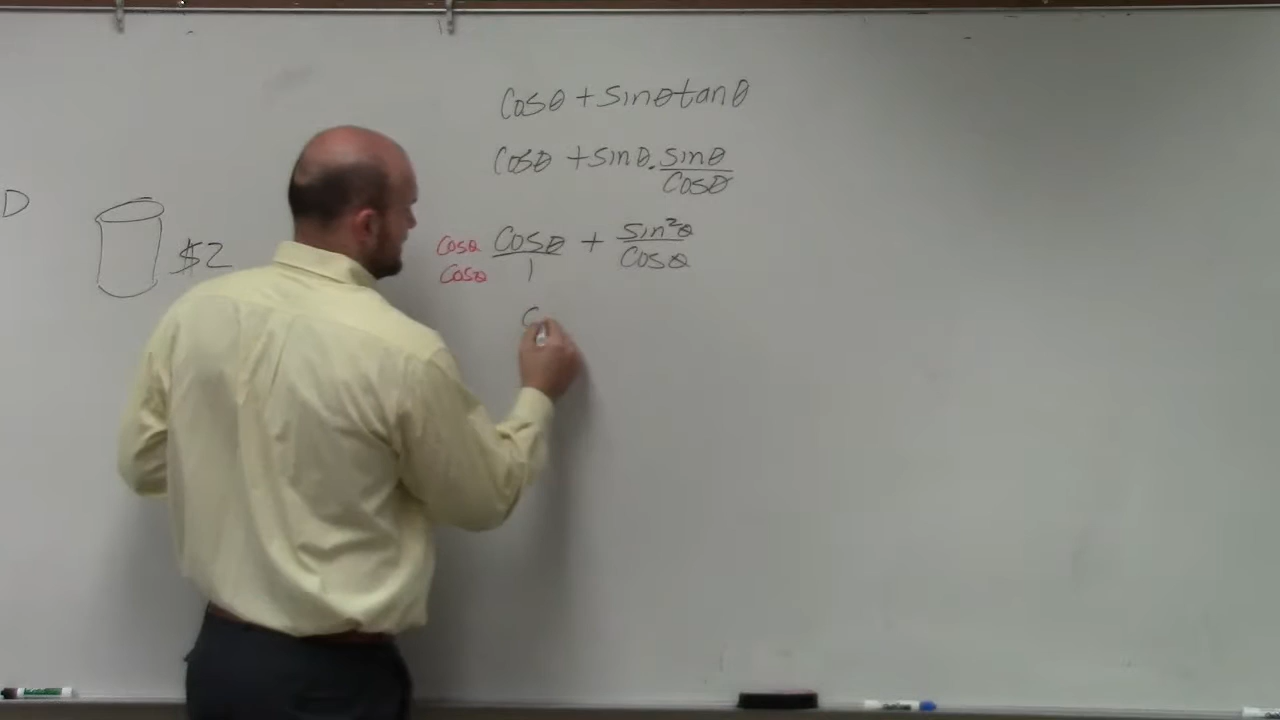 cosθ + sinθtanθ
cosθ + sinθ · sinθ/cosθ
D
$2
cosθ/cosθ cosθ/1 + sin²θ/cosθ
c